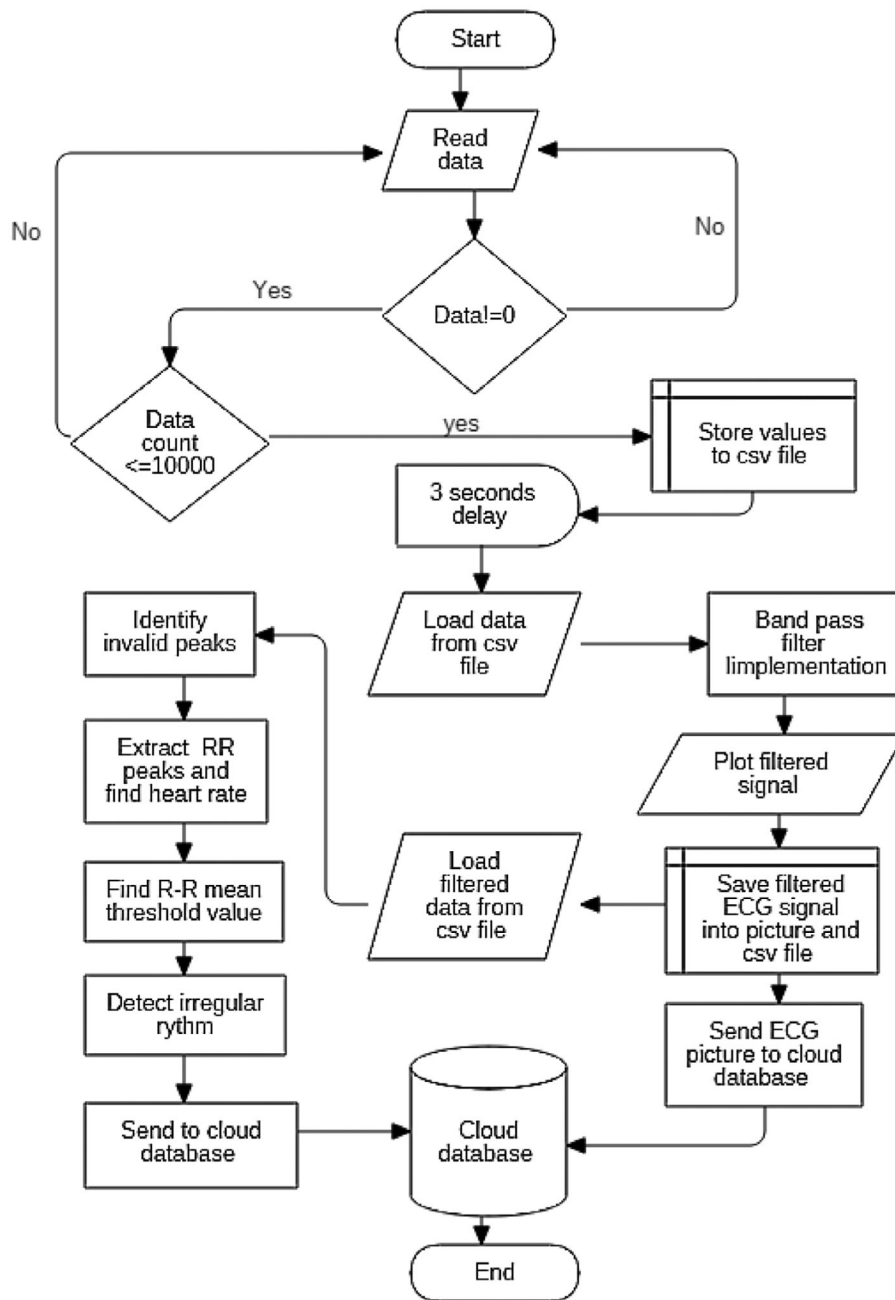 Start
Read
data
No
No
Yes
Data!=0
Data
count
<=10000
yes
Store values
to csv file
3 seconds
delay
Identify
invalid peaks
Load data
from csv
file
Band pass
filter
limplementation
Extract RR
peaks and
find heart rate
Plot filtered
signal
Load
filtered
data from
csv file
Find R-R mean
threshold value
Save filtered
ECG signal
into picture and
csv file
Detect irregular
rythm
Send ECG
picture to cloud
database
Send to cloud
database
Cloud
database
End